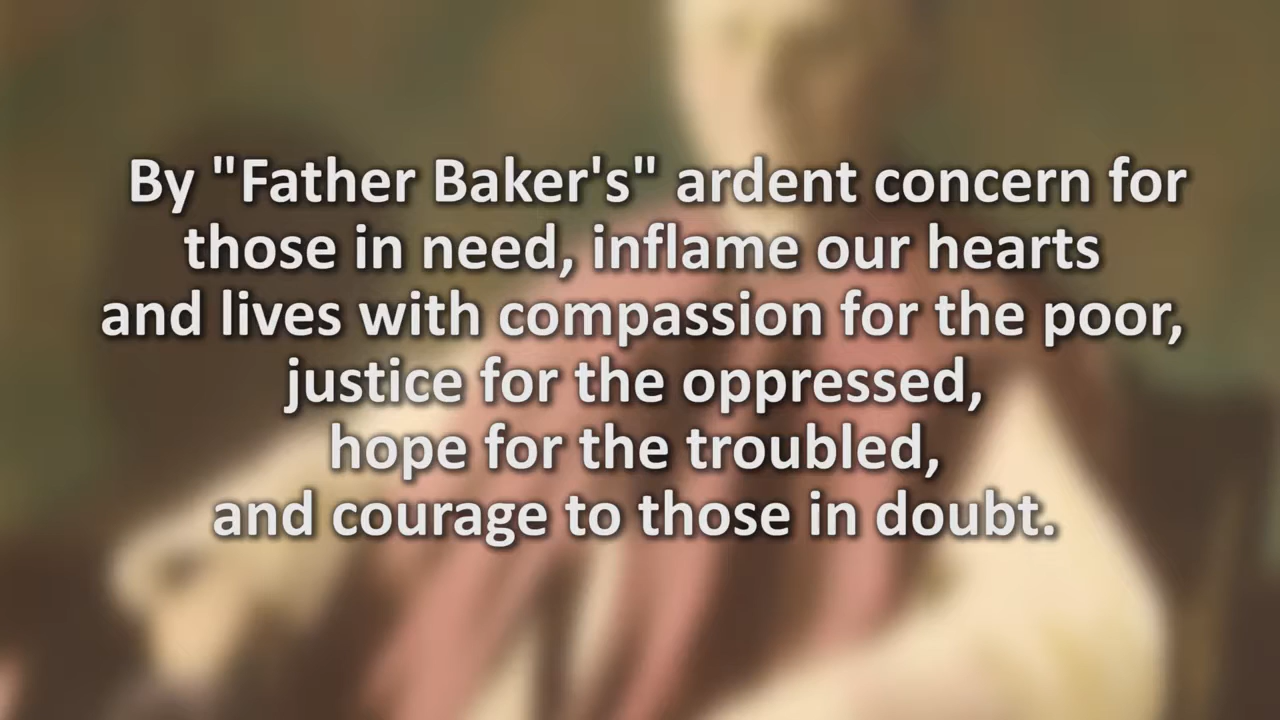 By "Father Baker's" ardent concern for
those in need, inflame our hearts
and lives with compassion for the poor,
justice for the oppressed,
hope for the troubled,
and courage to those in doubt.